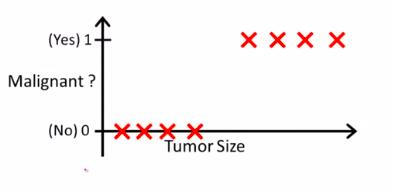 (Yes) 1
Malignant ?
(No) 0
Tumor Size